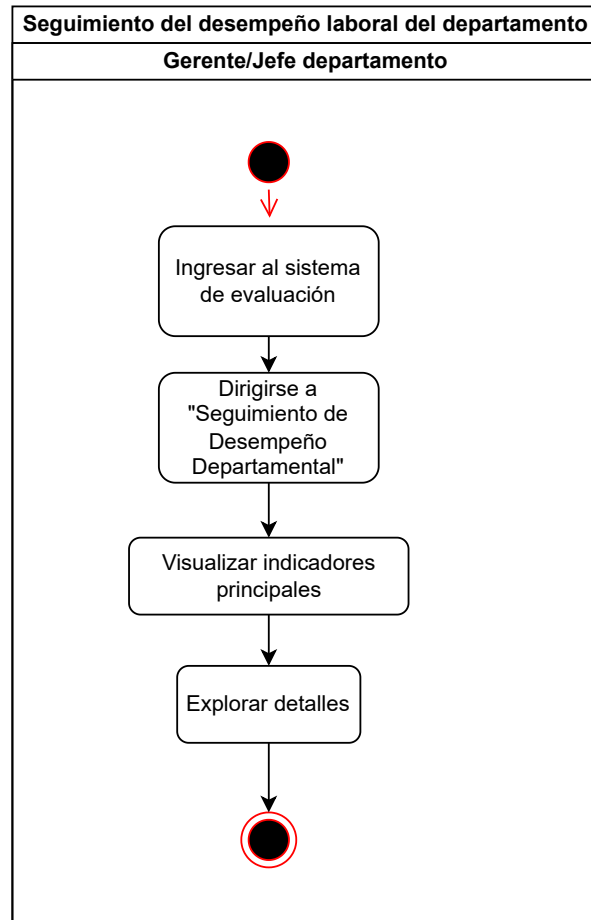 Seguimiento del desempeño laboral del departamento
Gerente/Jefe departamento
Ingresar al sistema
de evaluación
Dirigirse a
"Seguimiento de
Desempeño
Departamental"
Visualizar indicadores
principales
Explorar detalles